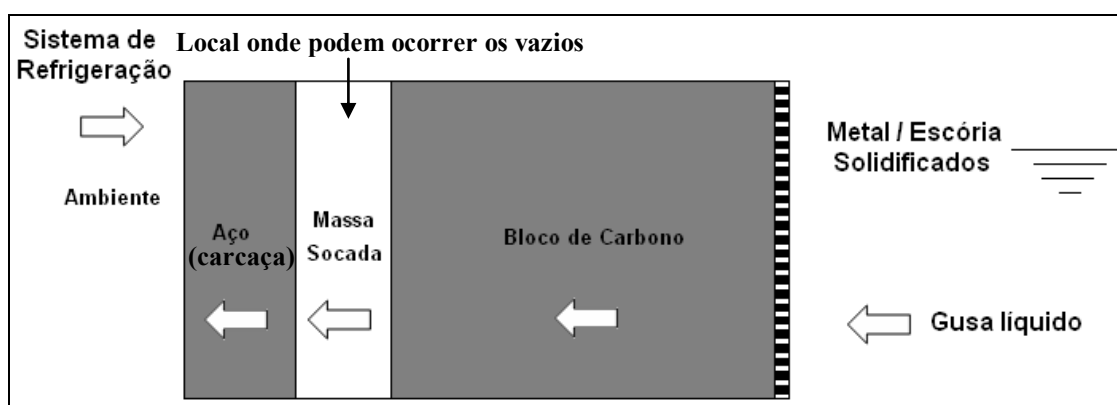 Sistema de
Refrigeração
Local onde podem ocorrer os vazios
Ambiente
Aço
(carcaça)
Massa
Socada
Bloco de Carbono
Metal / Escória
Solidificados
Gusa líquido